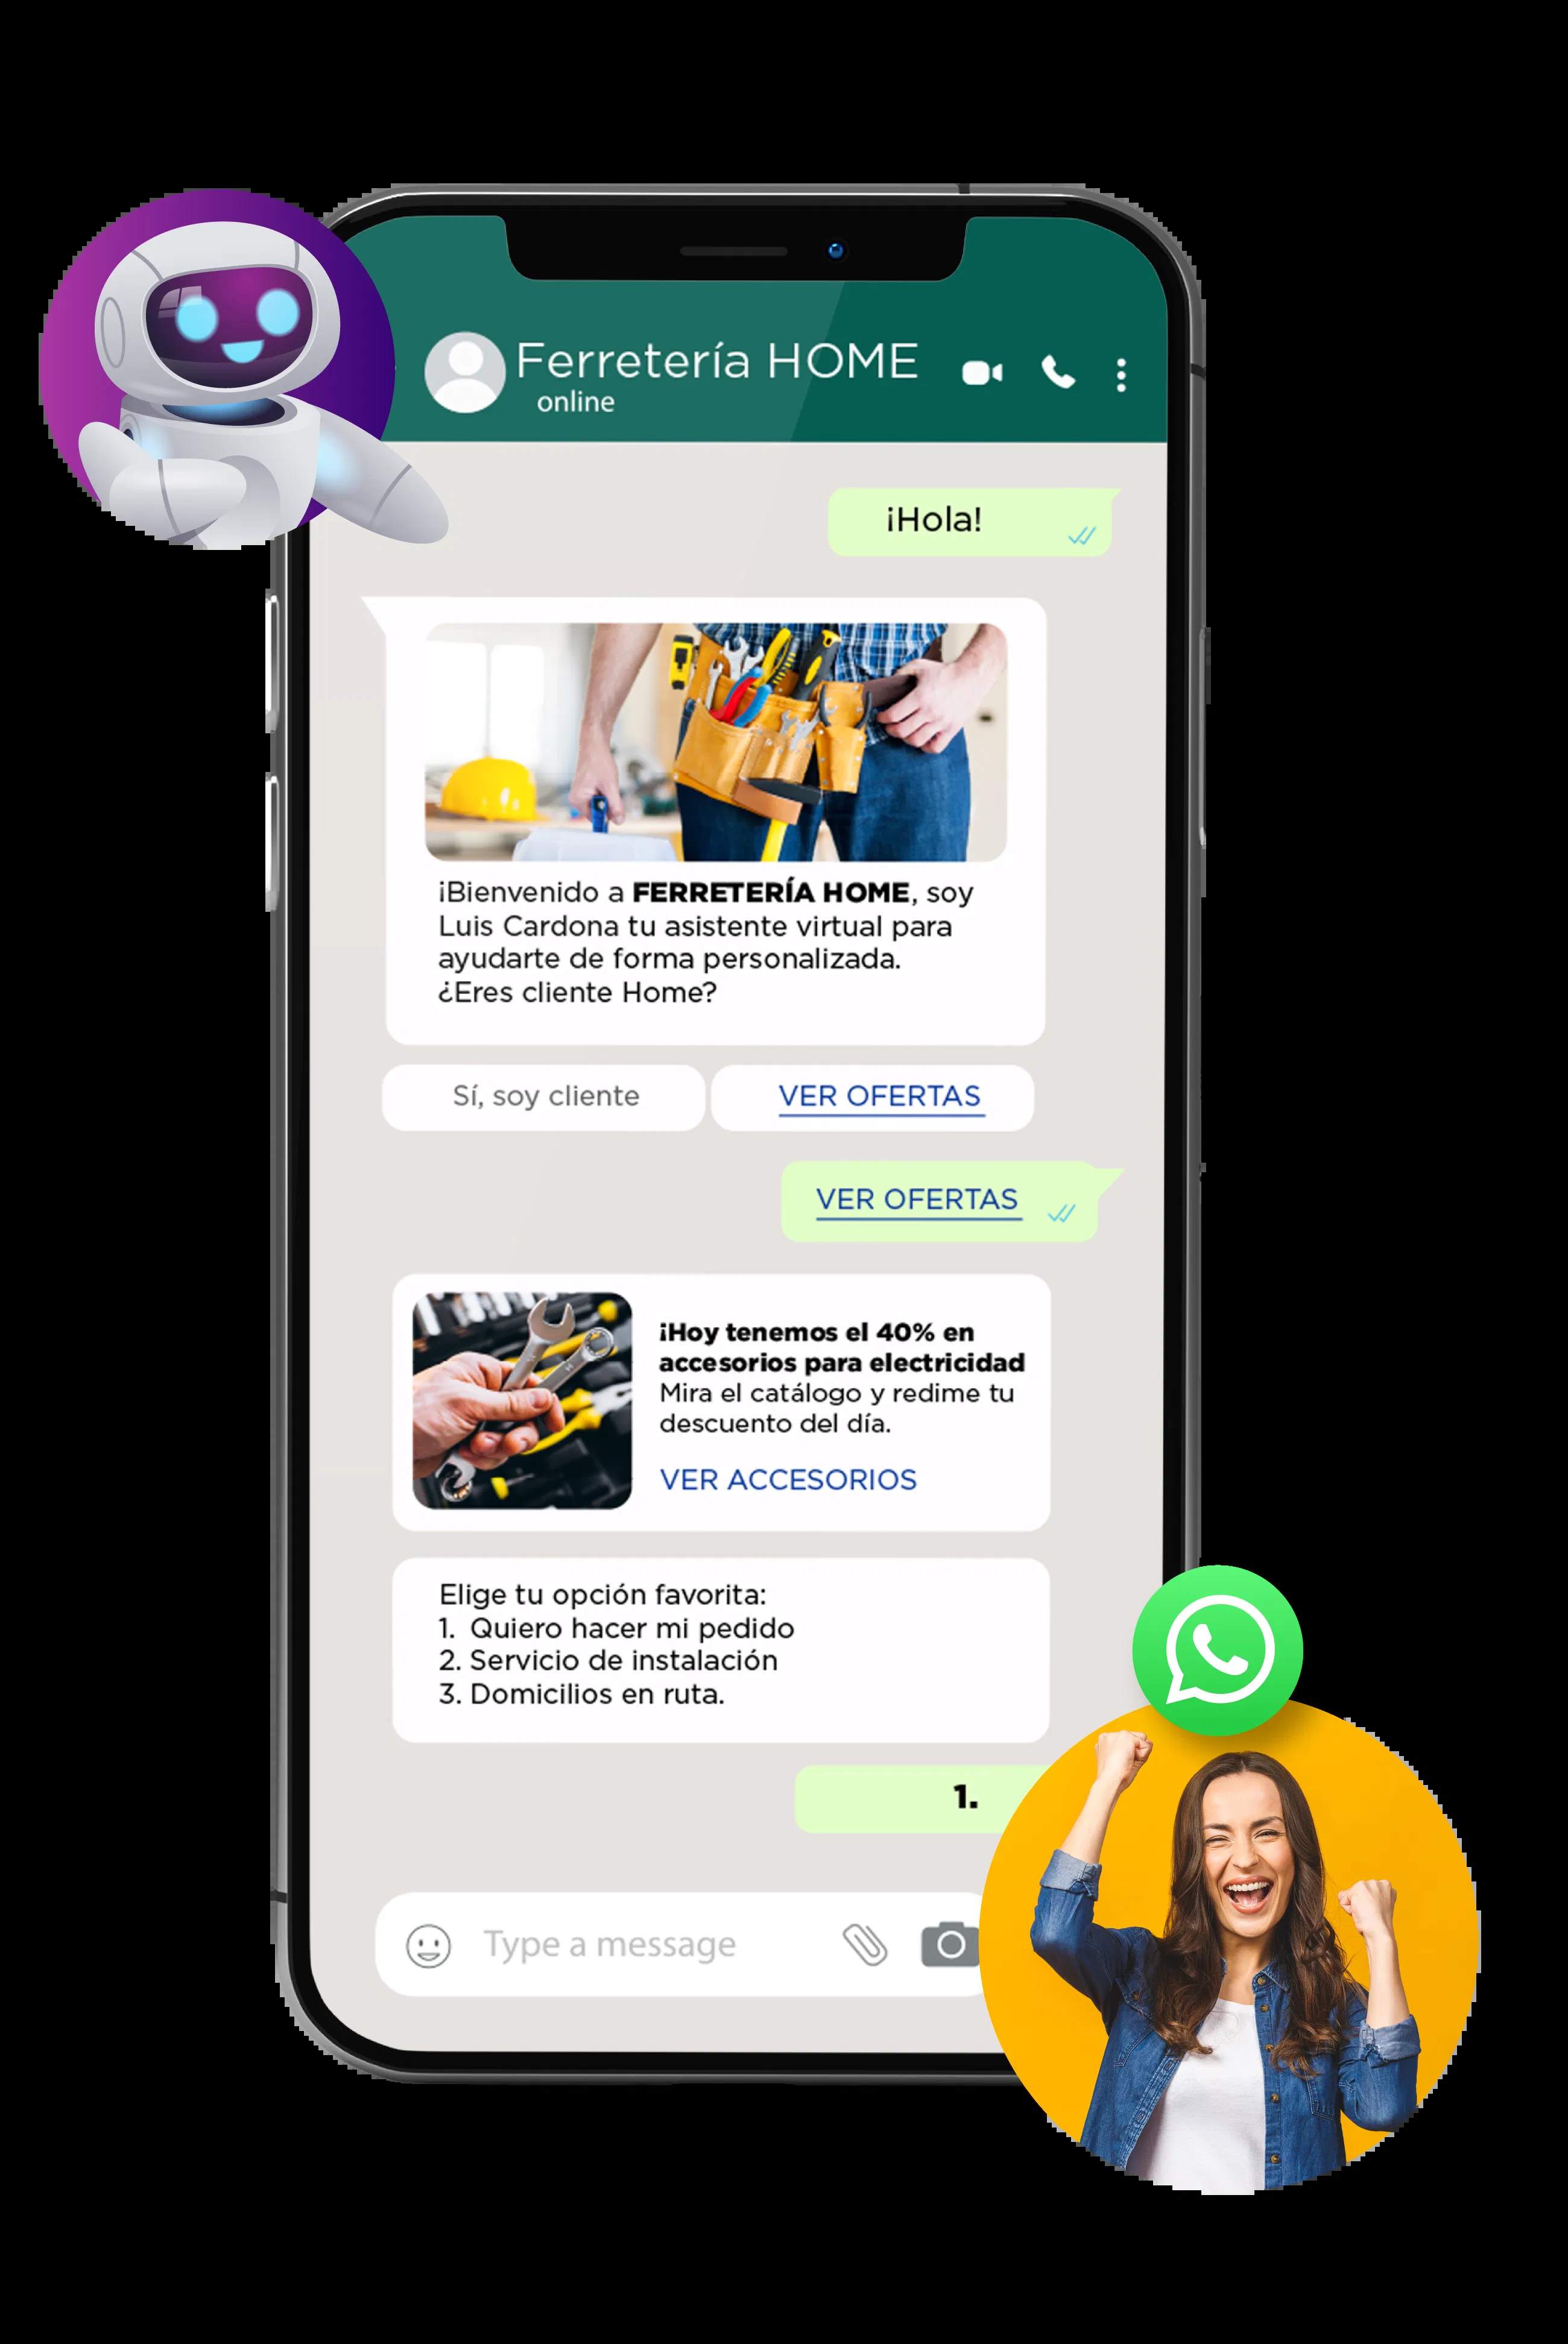 Ferretería HOME
online
¡Hola!
¡Bienvenido a FERRETERÍA HOME, soy
Luis Cardona tu asistente virtual para
ayudarte de forma personalizada.
¿Eres cliente Home?
Sí, soy cliente
VER OFERTAS
VER OFERTAS
¡Hoy tenemos el 40% en
accesorios para electricidad
Mira el catálogo y redime tu
descuento del día.
VER ACCESORIOS
Elige tu opción favorita:
1. Quiero hacer mi pedido
2. Servicio de instalación
3. Domicilios en ruta.
1.
Type a message